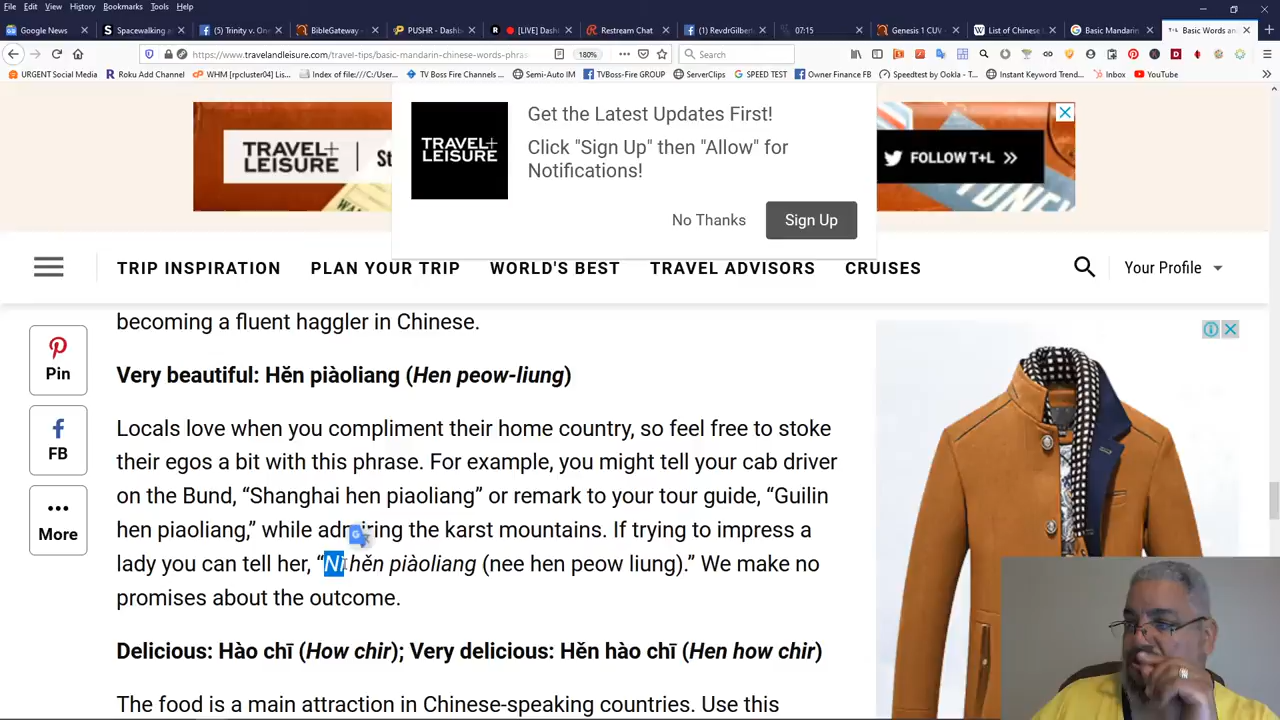 File Edit View History Bookmarks Tools Help
Google News
Spacewalking a
(1) Trinity v. One
BibleGateway -
PUSHR - Dashb
[LIVE] Dash
Restream Chat
RevdrGilbert
07:15
Genesis 1 CUV
List of Chinese
Basic Mandarin
Basic Words and
https://www.travelandleisure.com/travel-tips/basic-mandarin-chinese-words-phra
180%
Search
URGENT Social Media
Roku Add Channel
WHM [rpcluster04] Lis...
Index of file:///C:/User...
TV Boss Fire Channels ...
Semi-Auto IM
TVBoss-Fire GROUP
ServerClips
SPEED TEST
Owner Finance FB
Speedtest by Ookla - T...
Instant Keyword Trend...
Inbox
YouTube
TRAVEL+
LEISURE
St
WANTE
TRAVEL+
LEISURE
Get the Latest Updates First!
Click "Sign Up" then "Allow" for
Notifications!
No Thanks
Sign Up
FOLLOW T+L
TRIP INSPIRATION
PLAN YOUR TRIP
WORLD'S BEST
TRAVEL ADVISORS
CRUISES
Your Profile
Pin
FB
More
becoming a fluent haggler in Chinese.
Very beautiful: Hěn piàoliang (Hen peow-liung)
Locals love when you compliment their home country, so feel free to stoke
their egos a bit with this phrase. For example, you might tell your cab driver
on the Bund, “Shanghai hen piaoliang” or remark to your tour guide, “Guilin
hen piaoliang,” while admiring the karst mountains. If trying to impress a
lady you can tell her, “Nǐ hěn piàoliang (nee hen peow liung).” We make no
promises about the outcome.
Delicious: Hào chī (How chir); Very delicious: Hěn hào chī (Hen how chir)
The food is a main attraction in Chinese-speaking countries. Use this